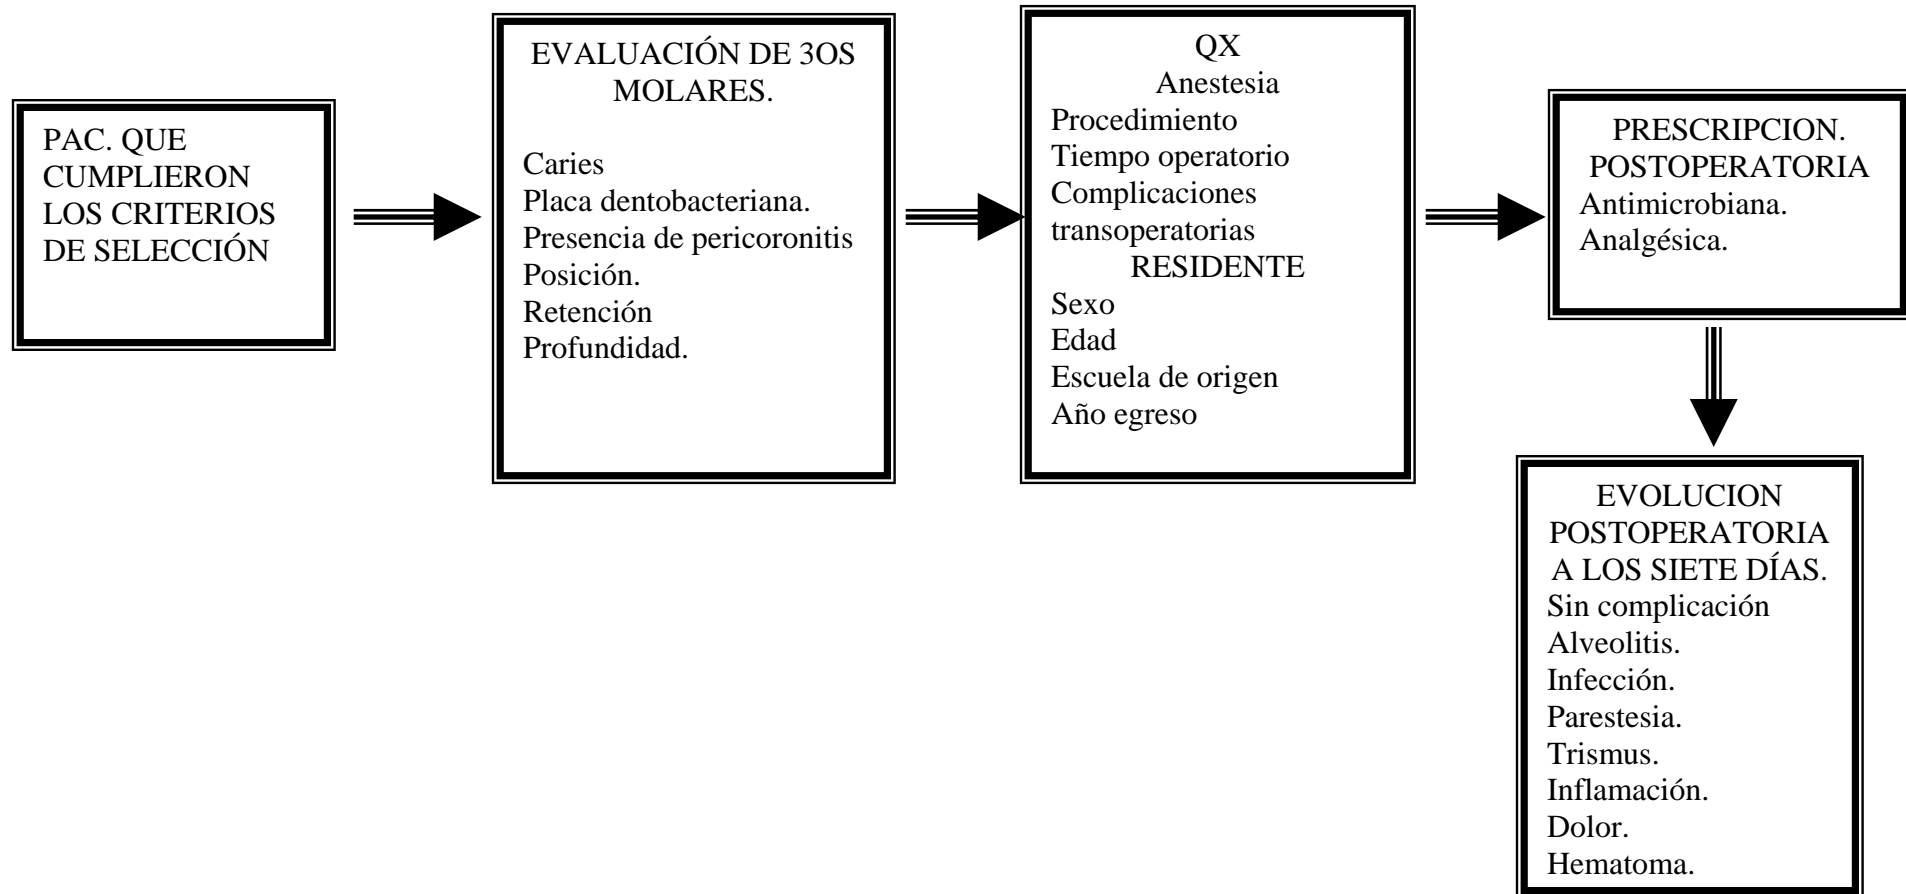 PAC. QUE
CUMPLIERON
LOS CRITERIOS
DE SELECCIÓN
EVALUACIÓN DE 3OS
MOLARES.
Caries
Placa dentobacteriana.
Presencia de pericoronitis
Posición.
Retención
Profundidad.
QX
Anestesia
Procedimiento
Tiempo operatorio
Complicaciones
transoperatorias
RESIDENTE
Sexo
Edad
Escuela de origen
Año egreso
PRESCRIPCION.
POSTOPERATORIA
Antimicrobiana.
Analgésica.
EVOLUCION
POSTOPERATORIA
A LOS SIETE DÍAS.
Sin complicación
Alveolitis.
Infección.
Parestesia.
Trismus.
Inflamación.
Dolor.
Hematoma.